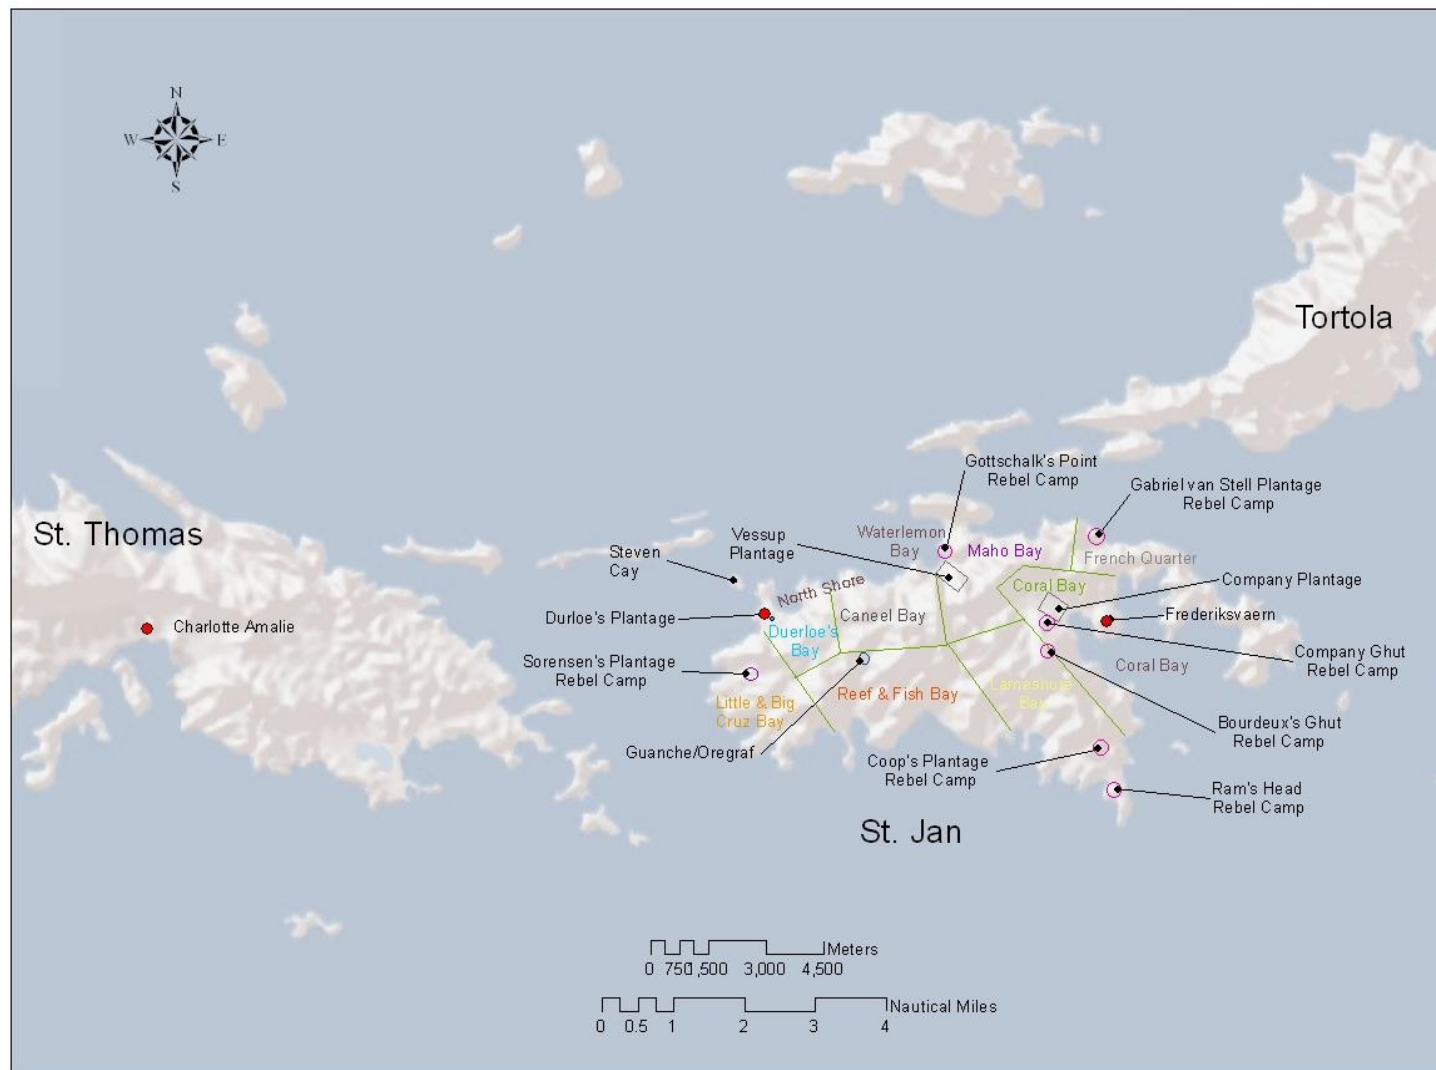 N
W E
S
Tortola
Gottschalk's Point
Rebel Camp
Gabriel van Stell Plantage
Rebel Camp
St. Thomas
Vessup
Plantage
Waterlemon
Bay
Maho Bay
French Quarter
Steven
Cay
North Shore
Coral Bay
Company Plantage
Durloe's Plantage
Caneel Bay
Frederiksvaern
Charlotte Amalie
Duerloe's
Bay
Company Ghut
Rebel Camp
Sorensen's Plantage
Rebel Camp
Coral Bay
Little & Big
Cruz Bay
Reef & Fish Bay
Lameshure
Bay
Bourdeux's Ghut
Rebel Camp
Guanche/Oregraf
Coop's Plantage
Rebel Camp
Ram's Head
Rebel Camp
St. Jan
Meters
0 750 1,500 3,000 4,500
Nautical Miles
0 0.5 1 2 3 4